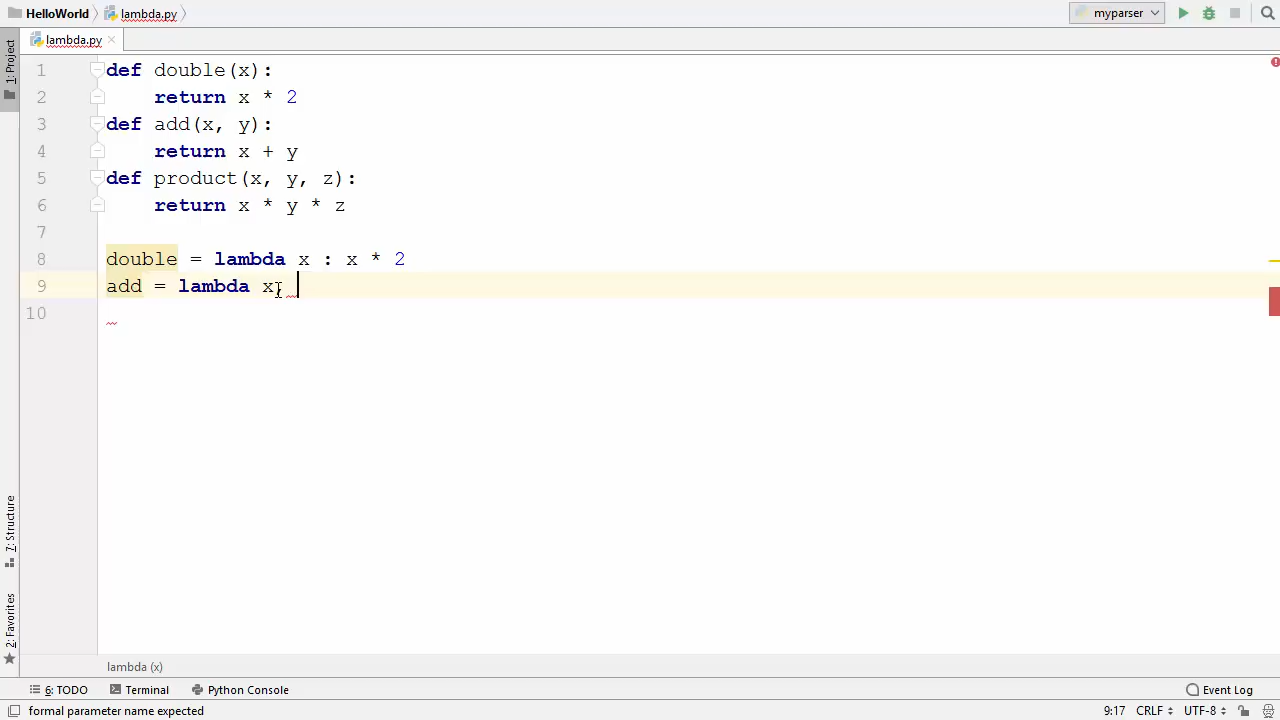 HelloWorld lambda.py myparser
lambda.py
1 def double(x):
2 return x * 2
3 def add(x, y):
4 return x + y
5 def product(x, y, z):
6 return x * y * z
7
8 double = lambda x : x * 2
9 add = lambda x,
10
1: Project
7: Structure
2: Favorites
lambda (x)
6: TODO Terminal Python Console Event Log
formal parameter name expected 9:17 CRLF UTF-8